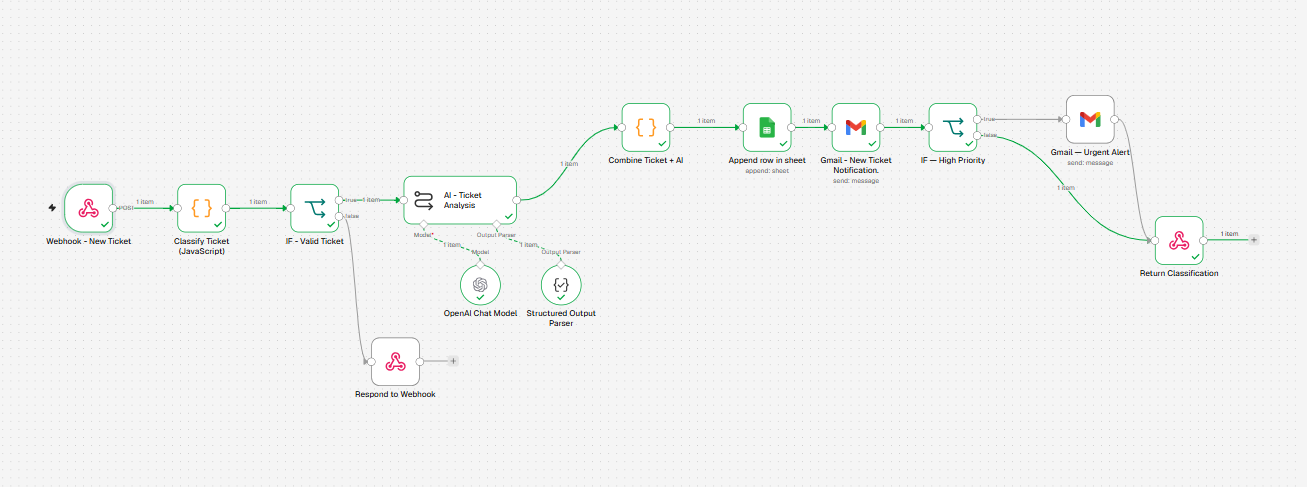 1 item
1 item
1 item
Combine Ticket + AI
Append row in sheet
append: sheet
Gmail - New Ticket
Notification.
send: message
IF — High Priority
true
false
Gmail — Urgent Alert
send: message
1 item
1 item
POST
1 item
1 item
true
1 item
false
AI - Ticket
Analysis
Webhook - New Ticket
Classify Ticket
(JavaScript)
IF - Valid Ticket
Model*
Output Parser
1 item
1 item
Model
Output Parser
OpenAI Chat Model
Structured Output
Parser
1 item
Return Classification
Respond to Webhook